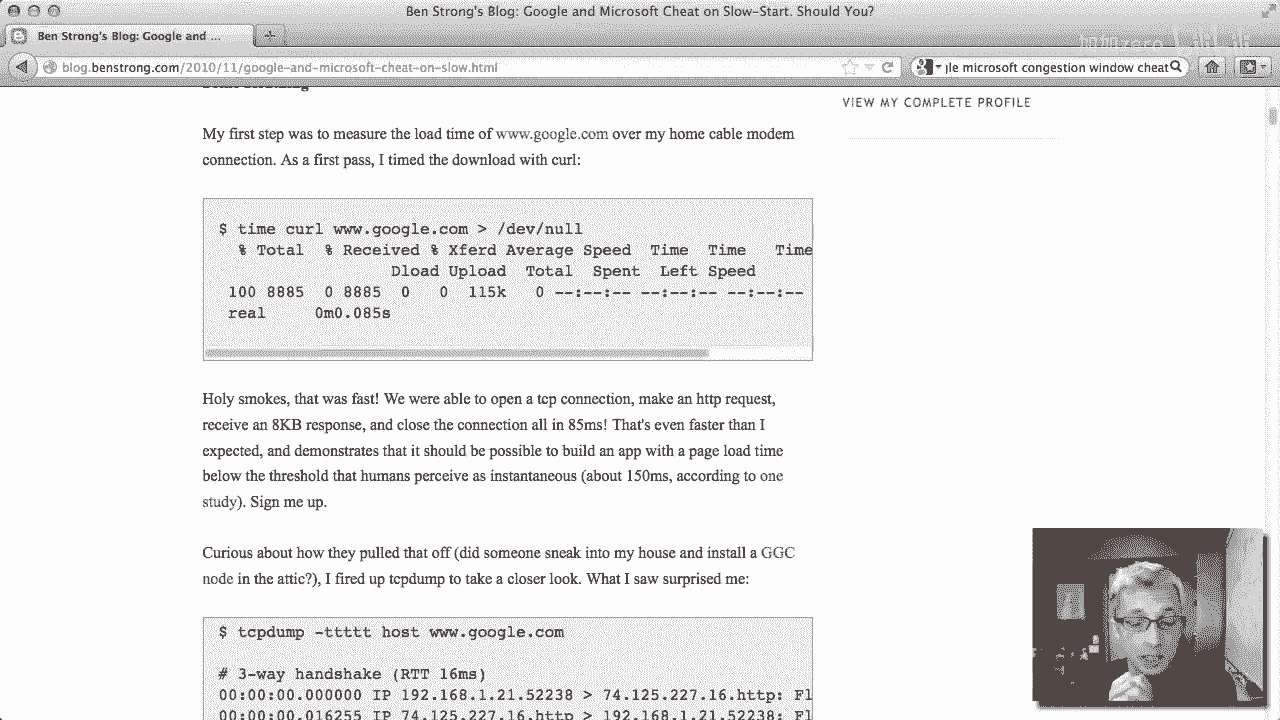 Ben Strong's Blog: Google and Microsoft Cheat on Slow-Start. Should You?
Ben Strong's Blog: Google and ...
加加zero
blog.benstrong.com/2010/11/google-and-microsoft-cheat-on-slow.html
gle microsoft congestion window cheat
VIEW MY COMPLETE PROFILE
My first step was to measure the load time of www.google.com over my home cable modem
connection. As a first pass, I timed the download with curl:
$ time curl www.google.com > /dev/null
% Total % Received % Xferd Average Speed Time Time Time
Dload Upload Total Spent Left Speed
100 8885 0 8885 0 0 115k 0 --:--:-- --:--:-- --:--:--
real 0m0.085s
Holy smokes, that was fast! We were able to open a tcp connection, make an http request,
receive an 8KB response, and close the connection all in 85ms! That's even faster than I
expected, and demonstrates that it should be possible to build an app with a page load time
below the threshold that humans perceive as instantaneous (about 150ms, according to one
study). Sign me up.
Curious about how they pulled that off (did someone sneak into my house and install a GGC
node in the attic?), I fired up tcpdump to take a closer look. What I saw surprised me:
$ tcpdump -ttttt host www.google.com
# 3-way handshake (RTT 16ms)
00:00:00.000000 IP 192.168.1.21.52238 > 74.125.227.16.http: Fl
00:00:00.016255 IP 74.125.227.16.http > 192.168.1.21.52238: Fl